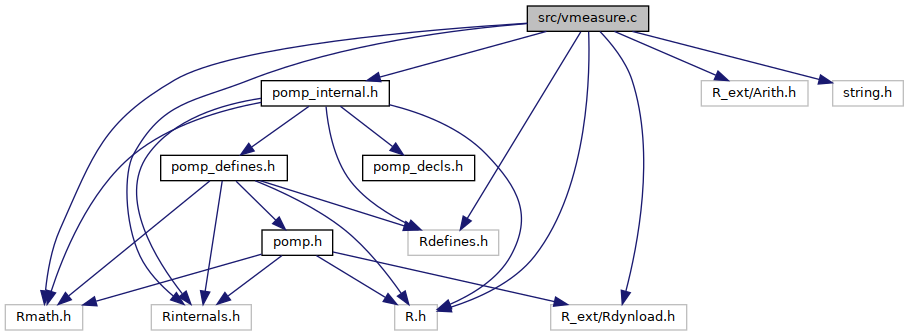 src/vmeasure.c
pomp_internal.h
R_ext/Arith.h
string.h
pomp_defines.h
pomp_decls.h
pomp.h
Rdefines.h
Rmath.h
Rinternals.h
R.h
R_ext/Rdynload.h